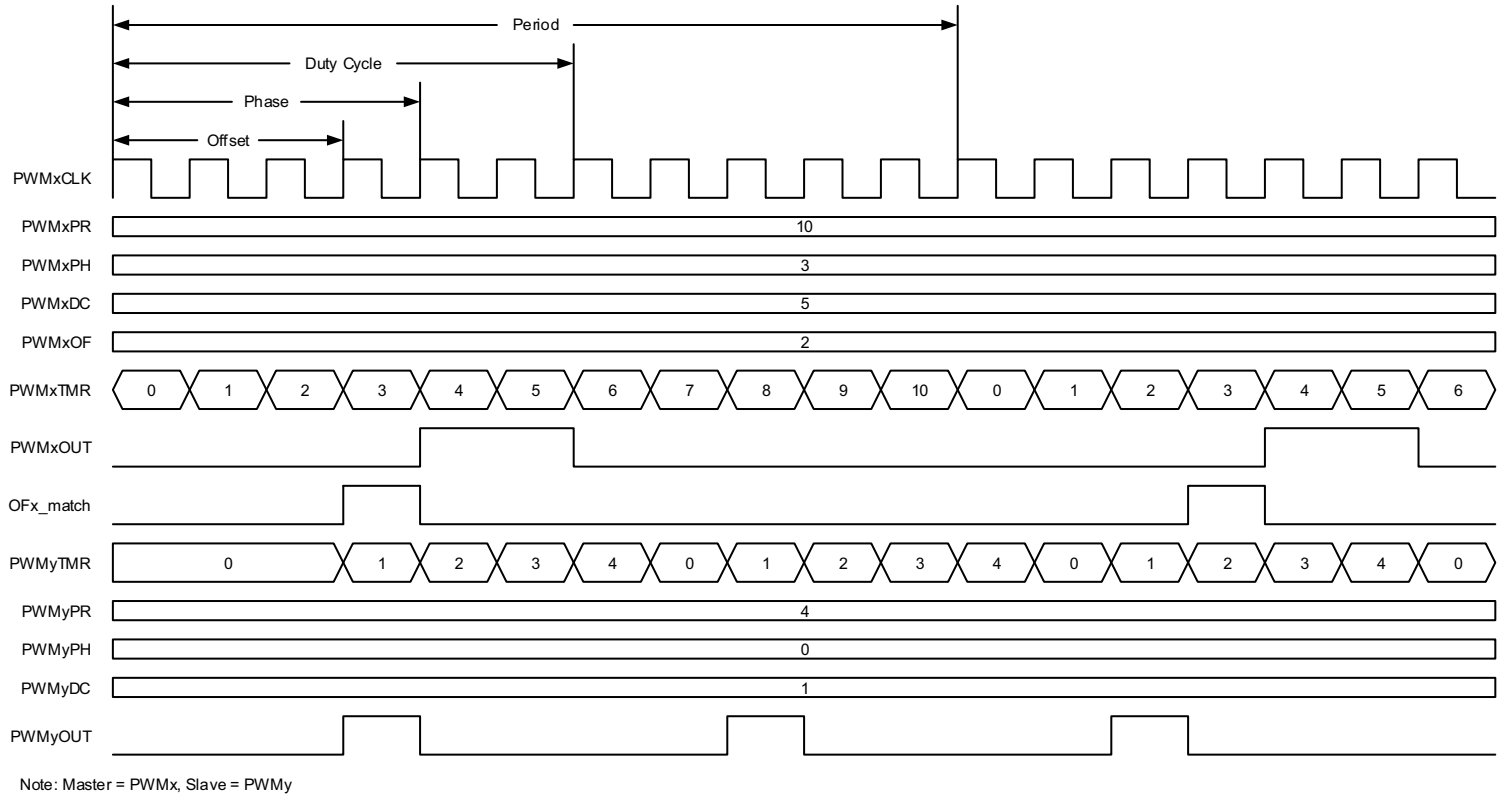 Period
Duty Cycle
Phase
Offset
PWMxCLK
PWMxPR 10
PWMxPH 3
PWMxDC 5
PWMxOF 2
PWMxTMR 0 1 2 3 4 5 6 7 8 9 10 0 1 2 3 4 5 6
PWMxOUT
OFx_match
PWMyTMR 0 1 2 3 4 0 1 2 3 4 0 1 2 3 4 0
PWMyPR 4
PWMyPH 0
PWMyDC 1
PWMyOUT
Note: Master = PWMx, Slave = PWMy